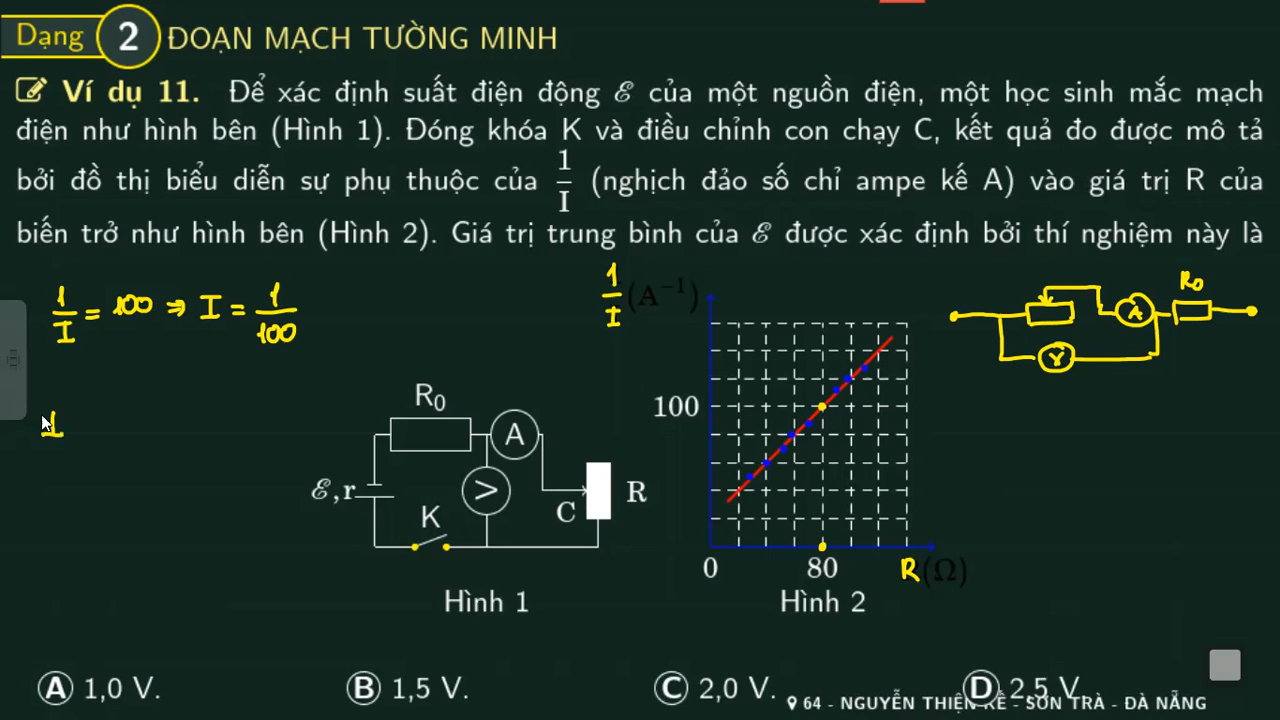 Dạng 2 ĐOẠN MẠCH TƯỜNG MINH
Ví dụ 11. Để xác định suất điện động ℰ của một nguồn điện, một học sinh mắc mạch
điện như hình bên (Hình 1). Đóng khóa K và điều chỉnh con chạy C, kết quả đo được mô tả
bởi đồ thị biểu diễn sự phụ thuộc của 1/I (nghịch đảo số chỉ ampe kế A) vào giá trị R của
biến trở như hình bên (Hình 2). Giá trị trung bình của ℰ được xác định bởi thí nghiệm này là
1/I = 100 ⇒ I = 1/100
1
R₀
A
V
ℰ, r
K
C
R
Hình 1
1/I (A⁻¹)
100
0
80
R (Ω)
Hình 2
R₀
A
V
A 1,0 V.
B 1,5 V.
C 2,0 V.
D 2,5 V.
64 - NGUYỄN THIỆN KẾ - SƠN TRÀ - ĐÀ NẴNG